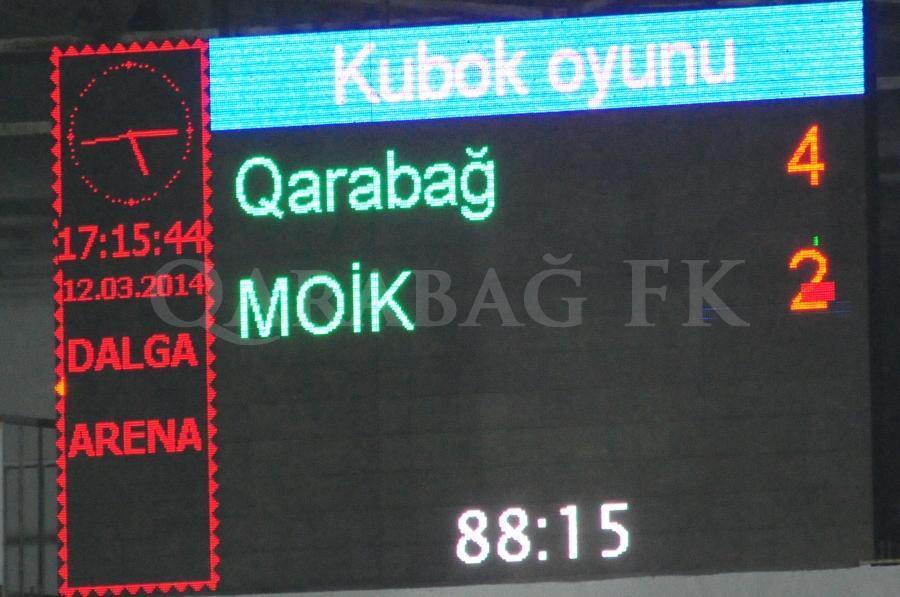 Kubok oyunu
17:15:44
12.03.2014
DALGA
ARENA
Qarabağ 4
MOİK 2
88:15
QARABAĞ FK